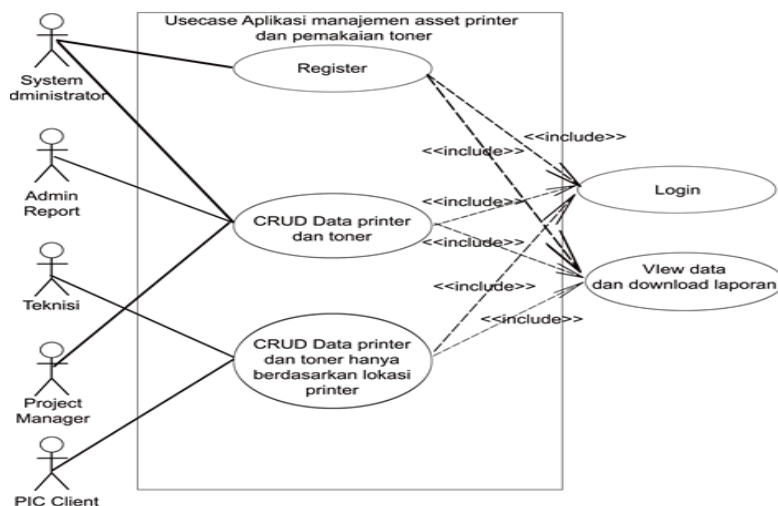 Usecase Aplikasi manajemen asset printer
dan pemakaian toner
System
dministrator
Register
<<include>>
<<include>>
Admin
Report
Login
CRUD Data printer
dan toner
<<include>>
<<include>>
VIew data
dan download laporan
Teknisi
<<include>>
<<include>>
CRUD Data printer
dan toner hanya
berdasarkan lokasi
printer
Project
Manager
PIC Client